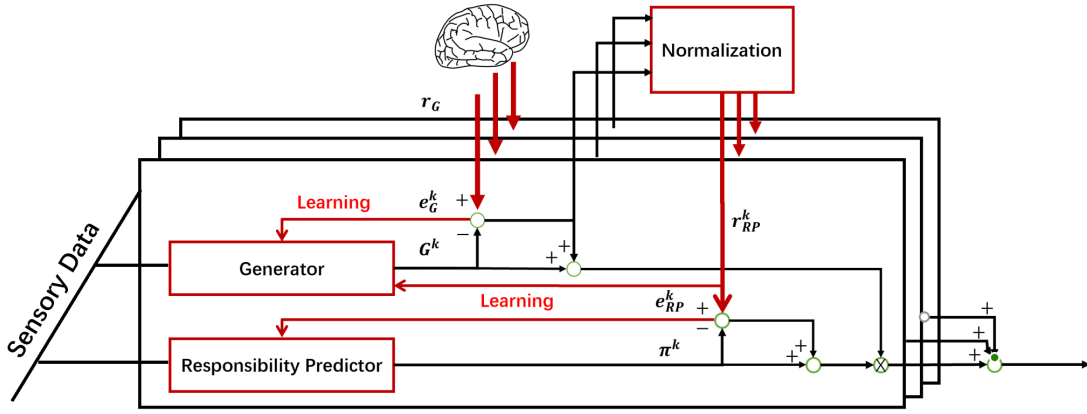 Normalization
r_G
Sensory Data
Learning
e_G^k
+
−
G^k
r_RP^k
Generator
+
+
Learning
e_RP^k
+
−
Responsibility Predictor
π^k
+
+
X
+
+
+